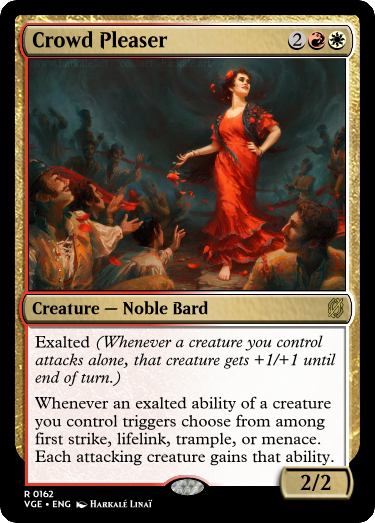 Crowd Pleaser 2
Creature — Noble Bard
Exalted (Whenever a creature you control
attacks alone, that creature gets +1/+1 until
end of turn.)
Whenever an exalted ability of a creature
you control triggers choose from among
first strike, lifelink, trample, or menace.
Each attacking creature gains that ability.
2/2
R 0162
VGE • ENG Harkalé Linaï